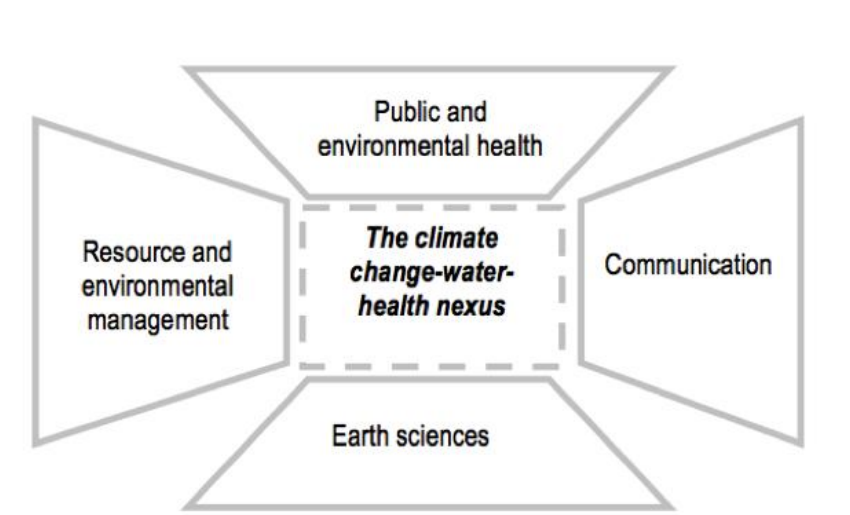 Public and
environmental health
Resource and
environmental
management
The climate
change-water-
health nexus
Communication
Earth sciences